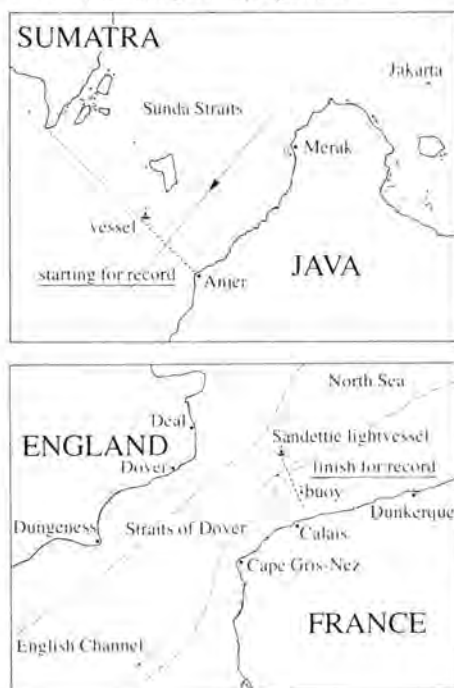 SUMATRA
Jakarta
Sunda Straits
Merak
vessel
starting for record
Anjer
JAVA
North Sea
Deal
ENGLAND
Sandettie lightvessel
Dover
finish for record
buoy
Dunkerque
Dungeness
Straits of Dover
Calais
Cape Gris-Nez
English Channel
FRANCE